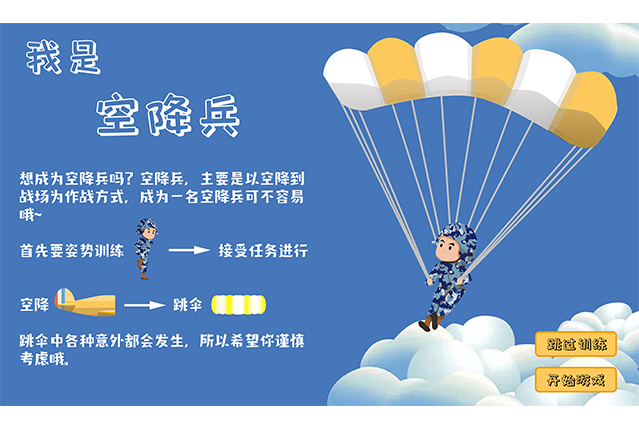 我是
空降兵
想成为空降兵吗？空降兵，主要是以空降到
战场为作战方式，成为一名空降兵可不容易
哦~
首先要姿势训练 接受任务进行
空降 跳伞
跳伞中各种意外都会发生，所以希望你谨慎
考虑哦。
跳过训练
开始游戏